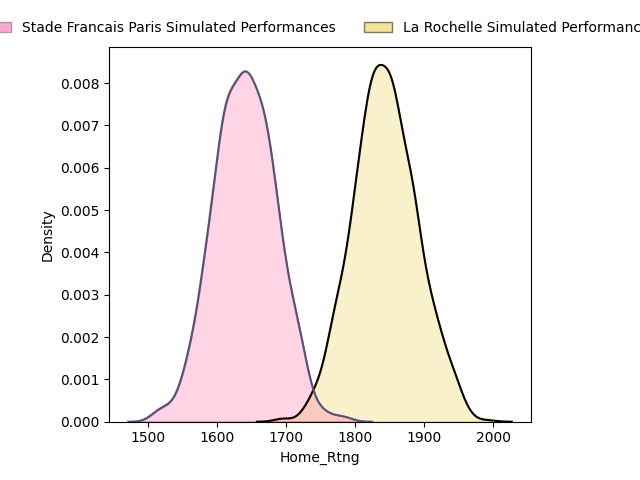 Stade Francais Paris Simulated Performances La Rochelle Simulated Performanc
0.008
0.007
0.006
0.005
0.004
0.003
0.002
0.001
0.000
Density
1500 1600 1700 1800 1900 2000
Home_Rtng